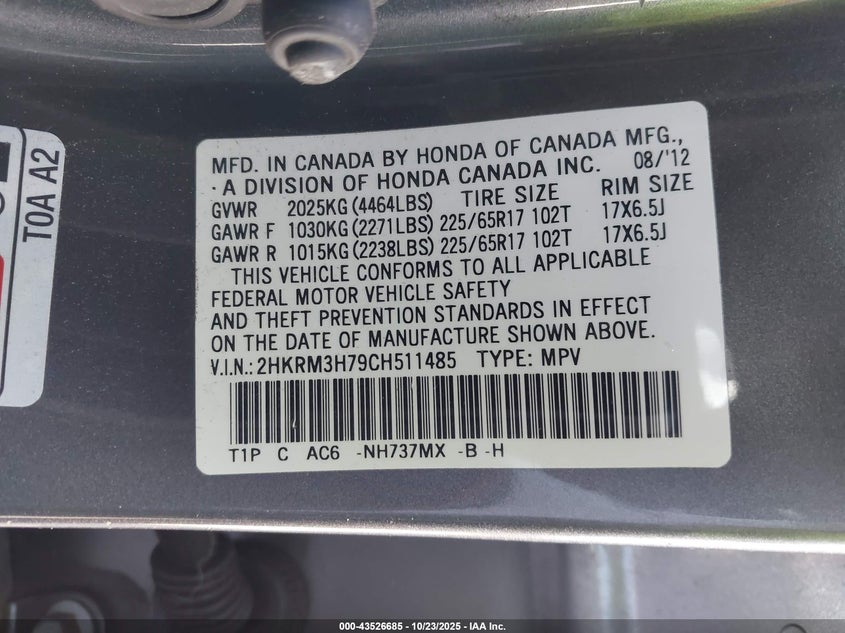 MFD. IN CANADA BY HONDA OF CANADA MFG.,
A DIVISION OF HONDA CANADA INC. 08/'12
GVWR 2025KG(4464LBS) TIRE SIZE RIM SIZE
GAWR F 1030KG(2271LBS) 225/65R17 102T 17X6.5J
GAWR R 1015KG(2238LBS) 225/65R17 102T 17X6.5J
THIS VEHICLE CONFORMS TO ALL APPLICABLE
FEDERAL MOTOR VEHICLE SAFETY
AND THEFT PREVENTION STANDARDS IN EFFECT
ON THE DATE OF MANUFACTURE SHOWN ABOVE.
V.I.N.: 2HKRM3H79CH511485 TYPE: MPV
T1P C AC6 -NH737MX -B -H
T0A A2
000-43526685 - 10/23/2025 - IAA Inc.